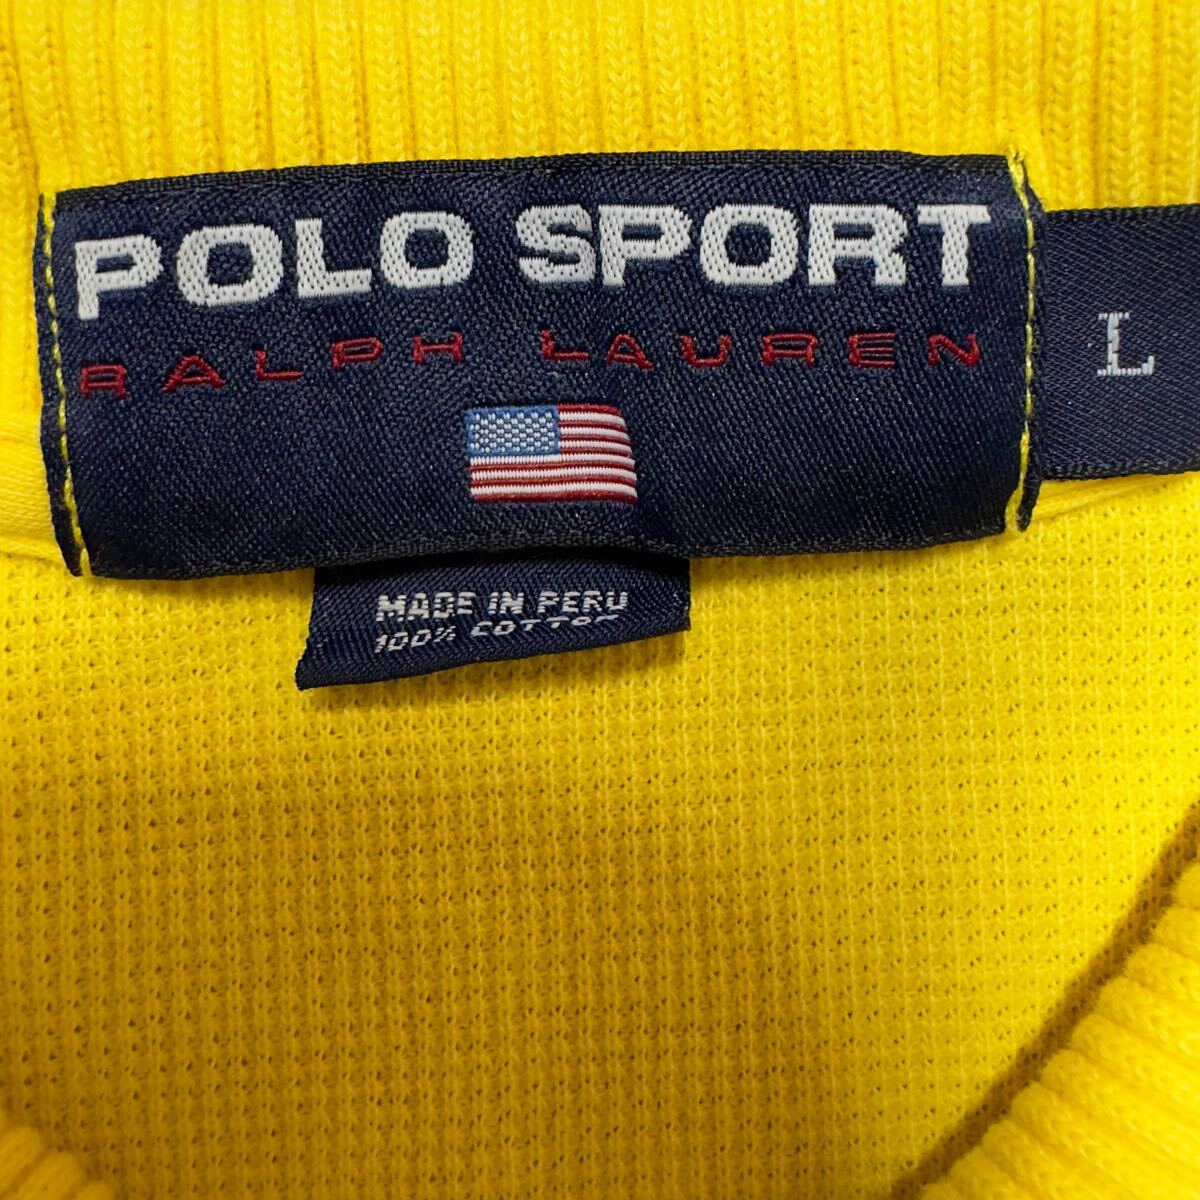 POLO SPORT
RALPH LAUREN
L
MADE IN PERU
100% COTTON